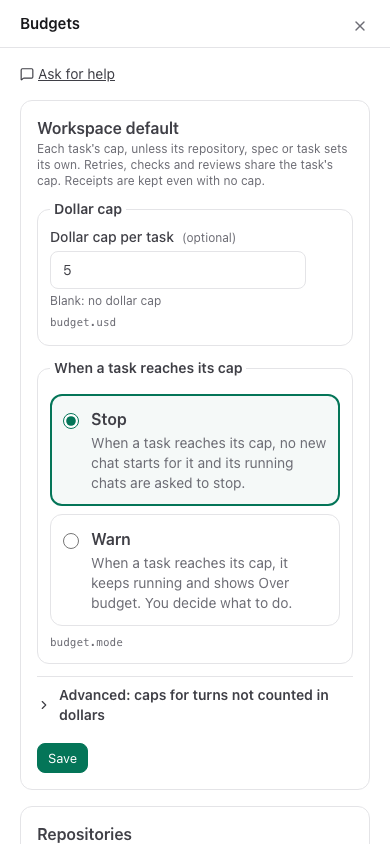 Budgets
Ask for help
Workspace default
Each task's cap, unless its repository, spec or task sets
its own. Retries, checks and reviews share the task's
cap. Receipts are kept even with no cap.
Dollar cap
Dollar cap per task (optional)
5
Blank: no dollar cap
budget.usd
When a task reaches its cap
Stop
When a task reaches its cap, no new
chat starts for it and its running
chats are asked to stop.
Warn
When a task reaches its cap, it
keeps running and shows Over
budget. You decide what to do.
budget.mode
Advanced: caps for turns not counted in
dollars
Save
Repositories